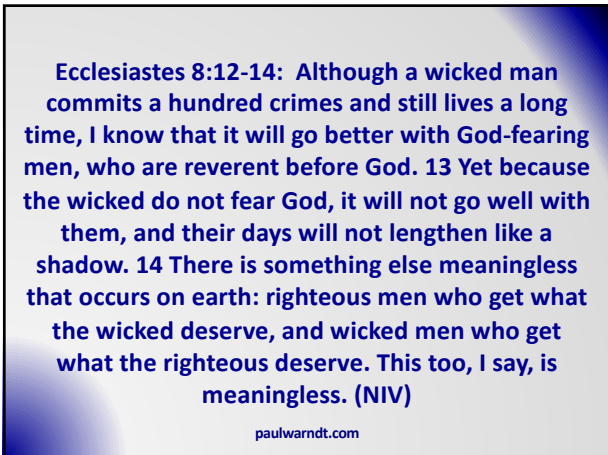 Ecclesiastes 8:12-14:  Although a wicked man
commits a hundred crimes and still lives a long
time, I know that it will go better with God-fearing
men, who are reverent before God. 13 Yet because
the wicked do not fear God, it will not go well with
them, and their days will not lengthen like a
shadow. 14 There is something else meaningless
that occurs on earth: righteous men who get what
the wicked deserve, and wicked men who get
what the righteous deserve. This too, I say, is
meaningless. (NIV)
paulwarndt.com